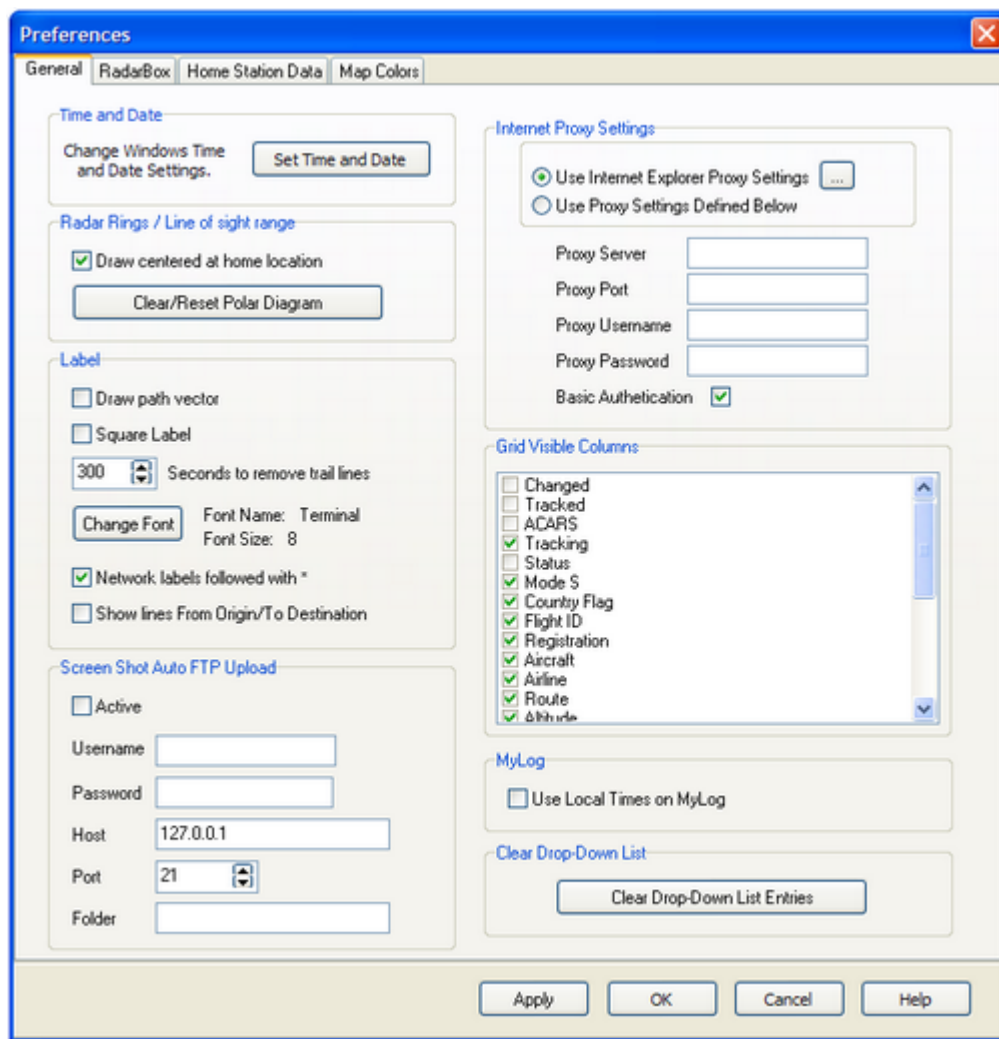 Preferences
General
RadarBox
Home Station Data
Map Colors
Time and Date
Change Windows Time
and Date Settings.
Set Time and Date
Radar Rings / Line of sight range
Draw centered at home location
Clear/Reset Polar Diagram
Label
Draw path vector
Square Label
300
Seconds to remove trail lines
Change Font
Font Name: Terminal
Font Size: 8
Network labels followed with *
Show lines From Origin/To Destination
Screen Shot Auto FTP Upload
Active
Username
Password
Host
127.0.0.1
Port
21
Folder
Internet Proxy Settings
Use Internet Explorer Proxy Settings
...
Use Proxy Settings Defined Below
Proxy Server
Proxy Port
Proxy Username
Proxy Password
Basic Authetication
Grid Visible Columns
Changed
Tracked
ACARS
Tracking
Status
Mode S
Country Flag
Flight ID
Registration
Aircraft
Airline
Route
Altitude
MyLog
Use Local Times on MyLog
Clear Drop-Down List
Clear Drop-Down List Entries
Apply
OK
Cancel
Help